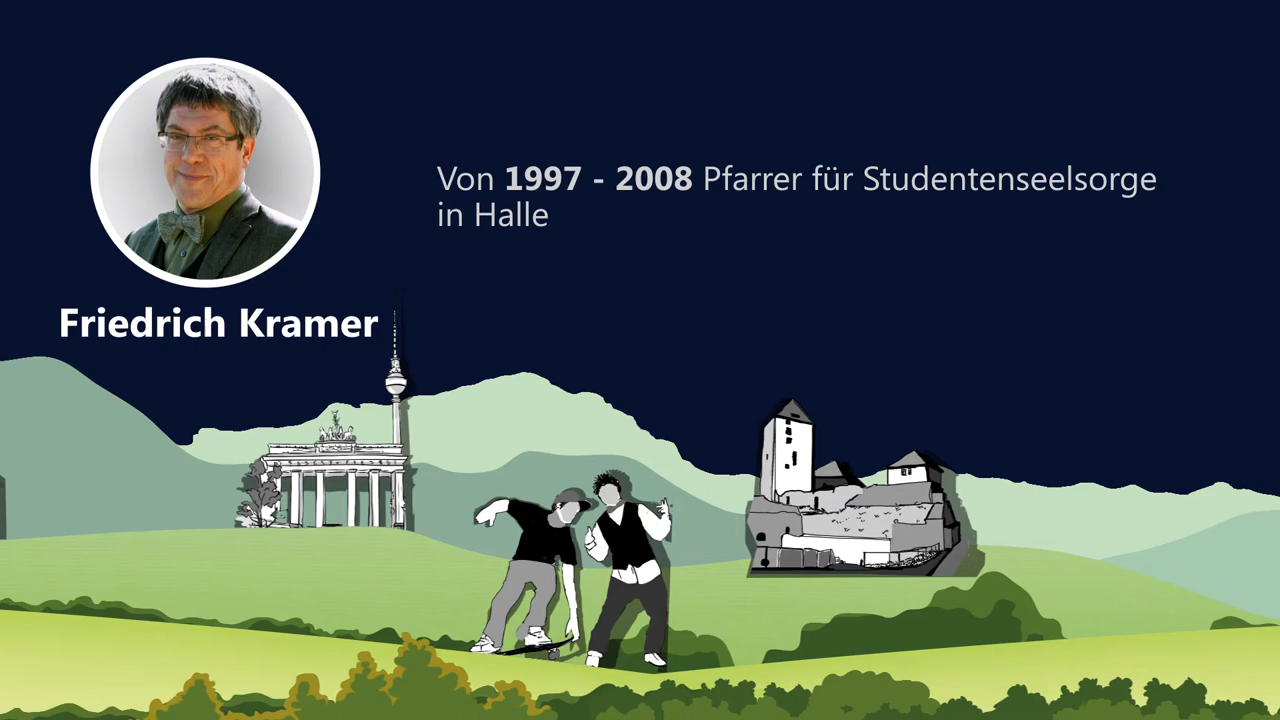 Von 1997 - 2008 Pfarrer für Studentenseelsorge
in Halle
Friedrich Kramer